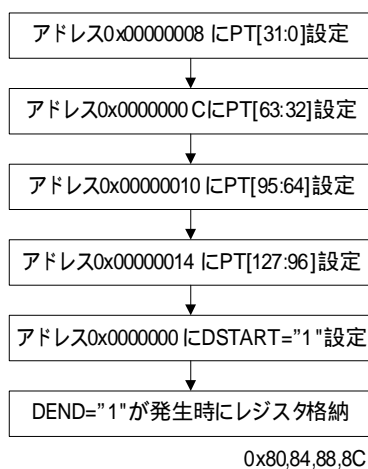 アドレス0x00000008 にPT[31:0]設定
アドレス0x0000000CにPT[63:32]設定
アドレス0x00000010 にPT[95:64]設定
アドレス0x00000014 にPT[127:96]設定
アドレス0x0000000 にDSTART="1"設定
DEND="1"が発生時にレジスタ格納
0x80,84,88,8C